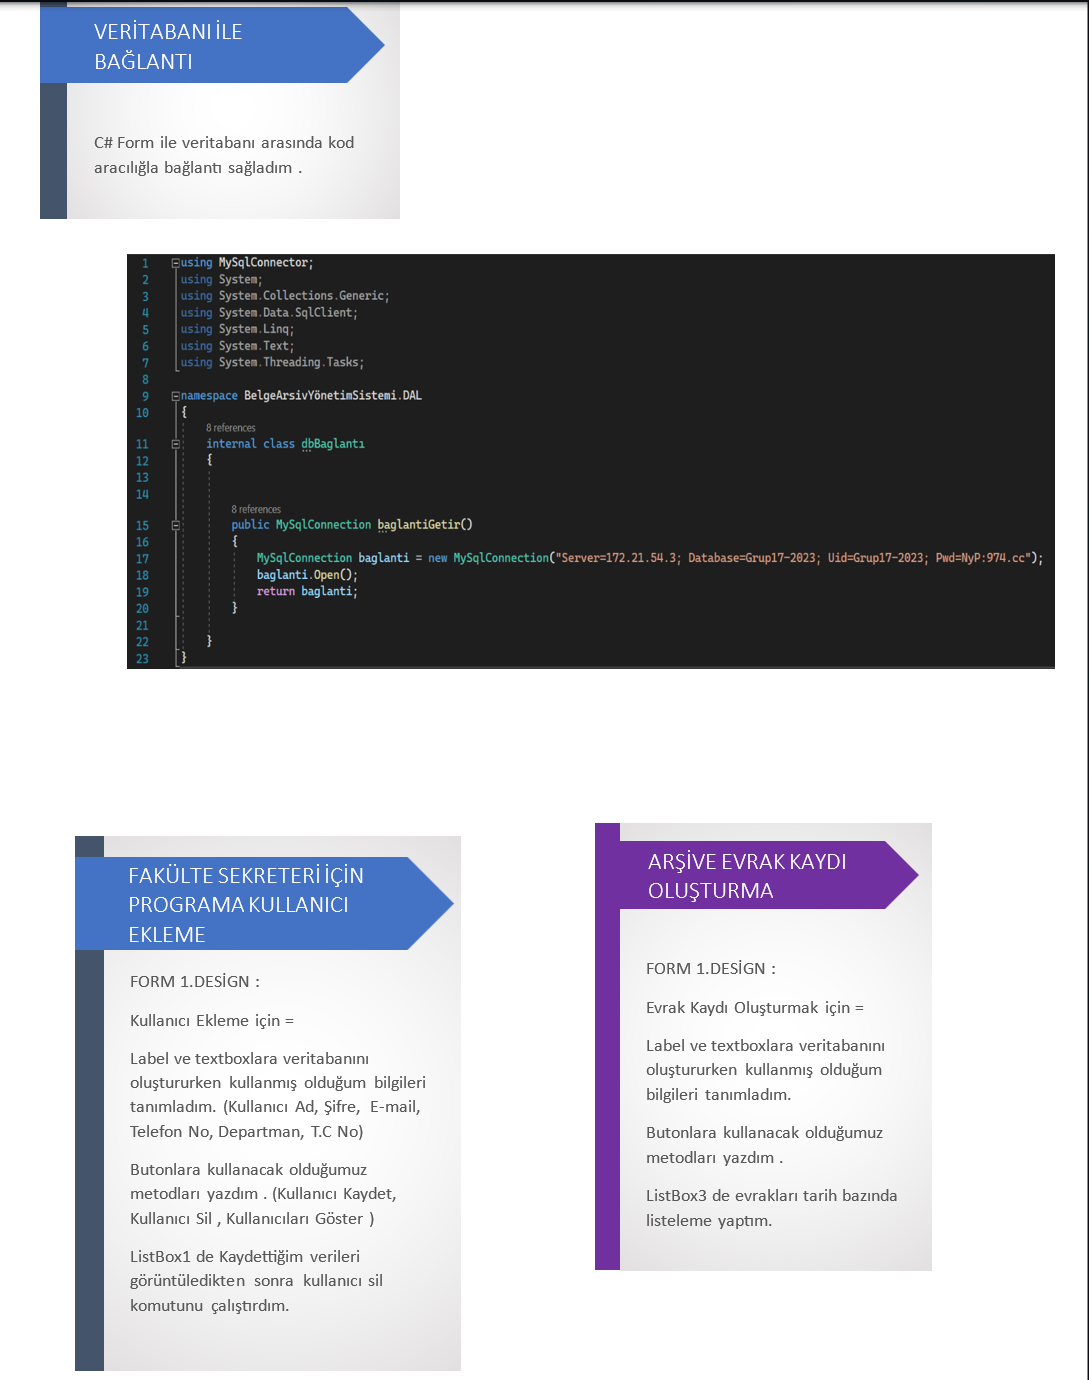 VERİTABANI İLE
BAĞLANTI
C# Form ile veritabanı arasında kod
aracılığla bağlantı sağladım .
1 using MySqlConnector;
2 using System;
3 using System.Collections.Generic;
4 using System.Data.SqlClient;
5 using System.Linq;
6 using System.Text;
7 using System.Threading.Tasks;
8
9 namespace BelgeArsivYönetimSistemi.DAL
10 {
8 references
11 internal class dbBaglantı
12 {
13
14
8 references
15 public MySqlConnection baglantiGetir()
16 {
17 MySqlConnection baglanti = new MySqlConnection("Server=172.21.54.3; Database=Grup17-2023; Uid=Grup17-2023; Pwd=NyP:974.cc");
18 baglanti.Open();
19 return baglanti;
20 }
21
22 }
23 }
FAKÜLTE SEKRETERİ İÇİN
PROGRAMA KULLANICI
EKLEME
FORM 1.DESİGN :
Kullanıcı Ekleme için =
Label ve textboxlara veritabanını
oluştururken kullanmış olduğum bilgileri
tanımladım. (Kullanıcı Ad, Şifre, E-mail,
Telefon No, Departman, T.C No)
Butonlara kullanacak olduğumuz
metodları yazdım . (Kullanıcı Kaydet,
Kullanıcı Sil , Kullanıcıları Göster )
ListBox1 de Kaydettiğim verileri
görüntüledikten sonra kullanıcı sil
komutunu çalıştırdım.
ARŞİVE EVRAK KAYDI
OLUŞTURMA
FORM 1.DESİGN :
Evrak Kaydı Oluşturmak için =
Label ve textboxlara veritabanını
oluştururken kullanmış olduğum
bilgileri tanımladım.
Butonlara kullanacak olduğumuz
metodları yazdım .
ListBox3 de evrakları tarih bazında
listeleme yaptım.